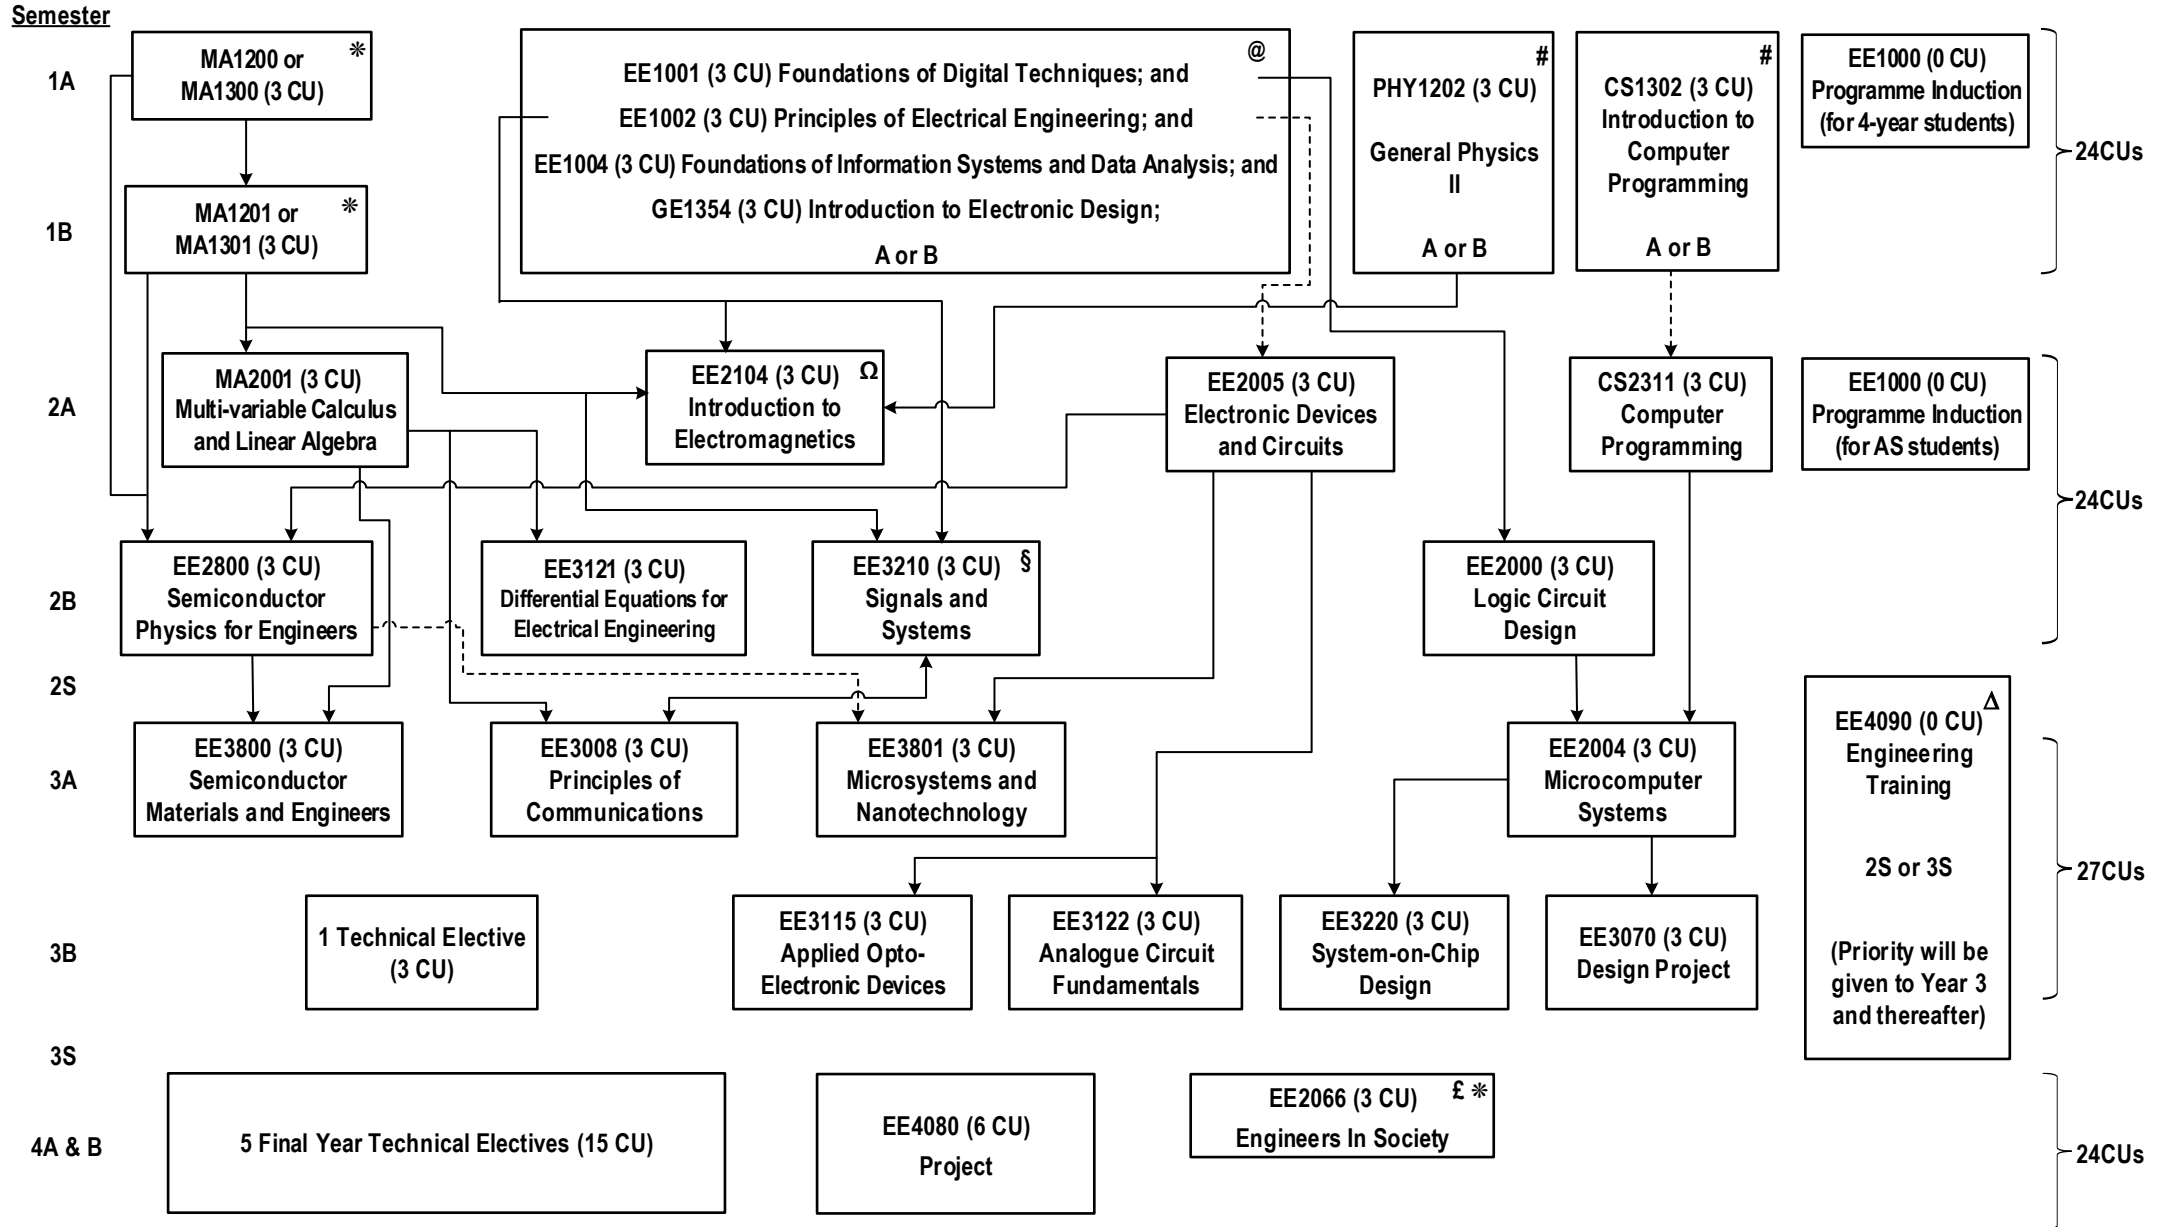 Semester
1A
MA1200 or ❊
MA1300 (3 CU)
@
EE1001 (3 CU) Foundations of Digital Techniques; and
EE1002 (3 CU) Principles of Electrical Engineering; and
EE1004 (3 CU) Foundations of Information Systems and Data Analysis; and
GE1354 (3 CU) Introduction to Electronic Design;
A or B
#
PHY1202 (3 CU)
General Physics
II
A or B
#
CS1302 (3 CU)
Introduction to
Computer
Programming
A or B
EE1000 (0 CU)
Programme Induction
(for 4-year students)
24CUs
1B
MA1201 or ❊
MA1301 (3 CU)
2A
MA2001 (3 CU)
Multi-variable Calculus
and Linear Algebra
EE2104 (3 CU) Ω
Introduction to
Electromagnetics
EE2005 (3 CU)
Electronic Devices
and Circuits
CS2311 (3 CU)
Computer
Programming
EE1000 (0 CU)
Programme Induction
(for AS students)
24CUs
2B
EE2800 (3 CU)
Semiconductor
Physics for Engineers
EE3121 (3 CU)
Differential Equations for
Electrical Engineering
EE3210 (3 CU) §
Signals and
Systems
EE2000 (3 CU)
Logic Circuit
Design
2S
3A
EE3800 (3 CU)
Semiconductor
Materials and Engineers
EE3008 (3 CU)
Principles of
Communications
EE3801 (3 CU)
Microsystems and
Nanotechnology
EE2004 (3 CU)
Microcomputer
Systems
EE4090 (0 CU) Δ
Engineering
Training
2S or 3S
(Priority will be
given to Year 3
and thereafter)
27CUs
3B
1 Technical Elective
(3 CU)
EE3115 (3 CU)
Applied Opto-
Electronic Devices
EE3122 (3 CU)
Analogue Circuit
Fundamentals
EE3220 (3 CU)
System-on-Chip
Design
EE3070 (3 CU)
Design Project
3S
4A & B
5 Final Year Technical Electives (15 CU)
EE4080 (6 CU)
Project
EE2066 (3 CU) £ ❊
Engineers In Society
24CUs